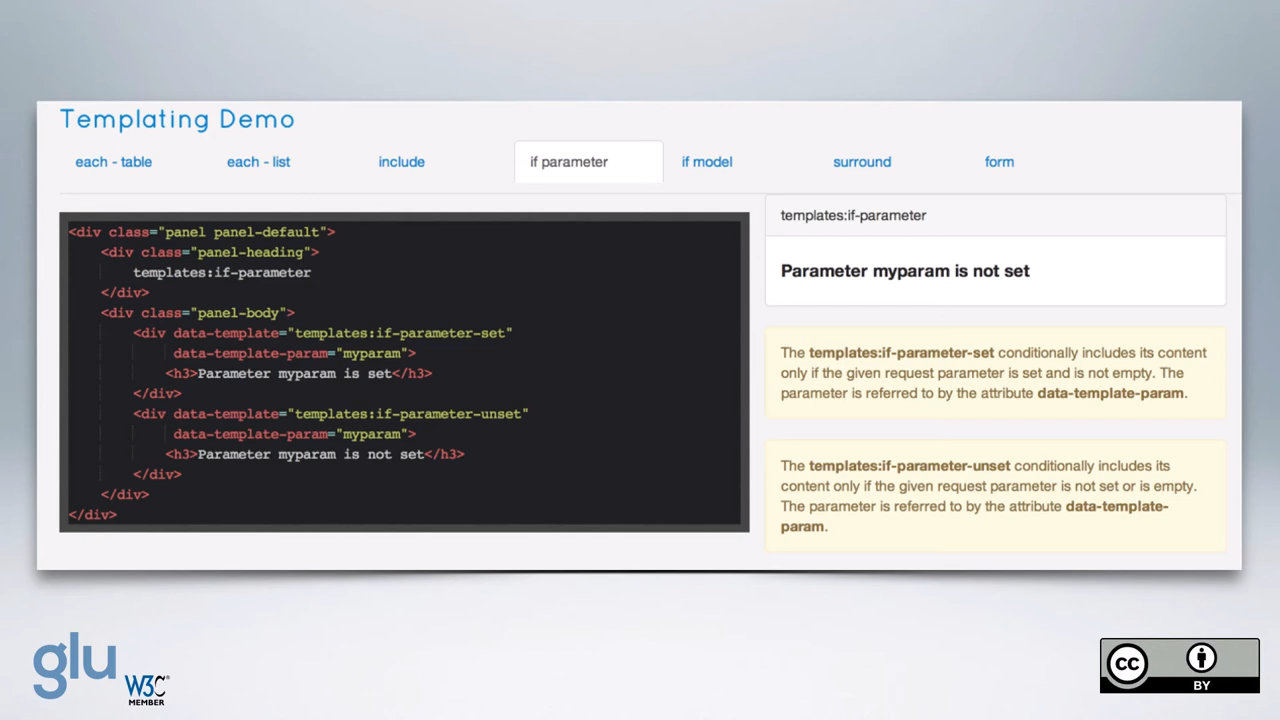 Templating Demo
each - table each - list include if parameter if model surround form
<div class="panel panel-default">
<div class="panel-heading">
templates:if-parameter
</div>
<div class="panel-body">
<div data-template="templates:if-parameter-set"
data-template-param="myparam">
<h3>Parameter myparam is set</h3>
</div>
<div data-template="templates:if-parameter-unset"
data-template-param="myparam">
<h3>Parameter myparam is not set</h3>
</div>
</div>
</div>
templates:if-parameter
Parameter myparam is not set
The templates:if-parameter-set conditionally includes its content
only if the given request parameter is set and is not empty. The
parameter is referred to by the attribute data-template-param.
The templates:if-parameter-unset conditionally includes its
content only if the given request parameter is not set or is empty.
The parameter is referred to by the attribute data-template-
param.
glu
W3C®
MEMBER
CC
BY